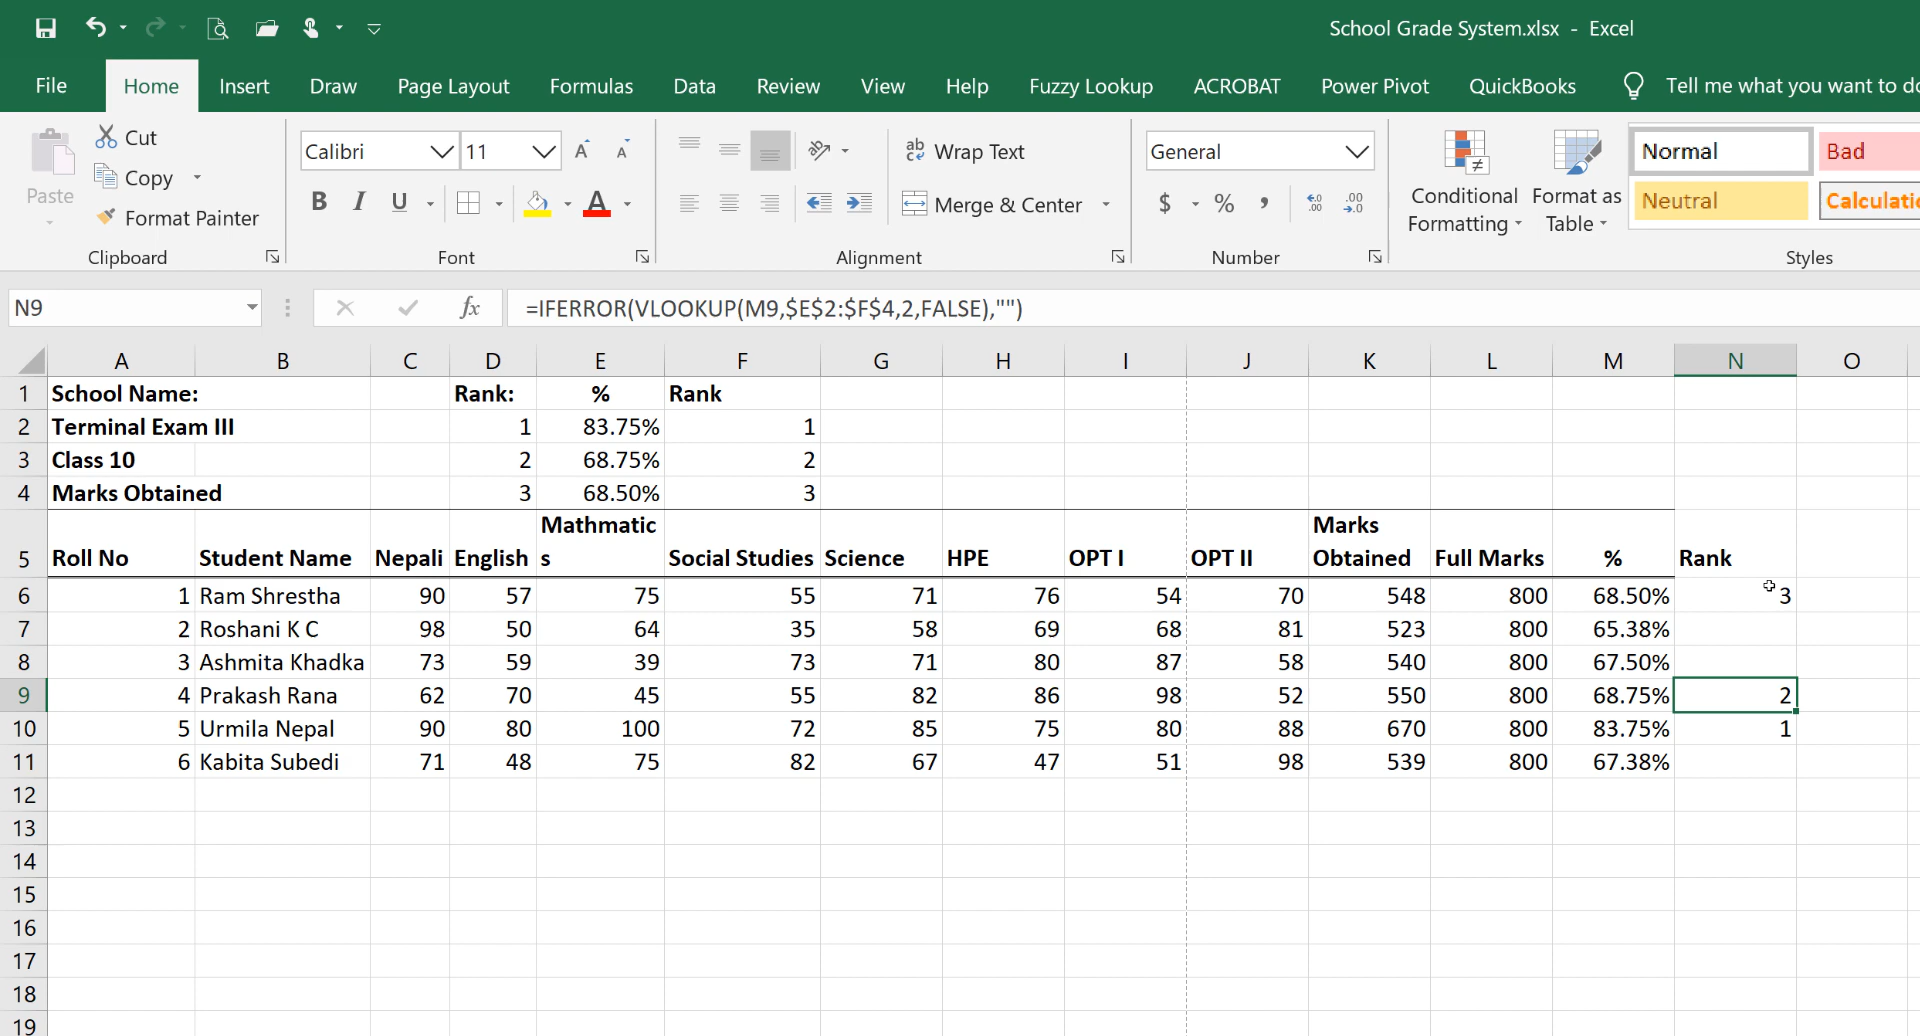 School Grade System.xlsx - Excel
File Home Insert Draw Page Layout Formulas Data Review View Help Fuzzy Lookup ACROBAT Power Pivot QuickBooks Tell me what you want to do
Paste
Cut
Copy
Format Painter
Clipboard
Calibri 11
B I U
Font
Wrap Text
Merge & Center
Alignment
General
$ % ,
Number
Conditional Formatting
Format as Table
Normal Bad
Neutral Calculatio
Styles
N9 fx =IFERROR(VLOOKUP(M9,$E$2:$F$4,2,FALSE),"")
A B C D E F G H I J K L M N O
1 School Name: Rank: % Rank
2 Terminal Exam III 1 83.75% 1
3 Class 10 2 68.75% 2
4 Marks Obtained 3 68.50% 3
5 Roll No Student Name Nepali English Mathmatics Social Studies Science HPE OPT I OPT II Marks Obtained Full Marks % Rank
6 1 Ram Shrestha 90 57 75 55 71 76 54 70 548 800 68.50% 3
7 2 Roshani K C 98 50 64 35 58 69 68 81 523 800 65.38%
8 3 Ashmita Khadka 73 59 39 73 71 80 87 58 540 800 67.50%
9 4 Prakash Rana 62 70 45 55 82 86 98 52 550 800 68.75% 2
10 5 Urmila Nepal 90 80 100 72 85 75 80 88 670 800 83.75% 1
11 6 Kabita Subedi 71 48 75 82 67 47 51 98 539 800 67.38%
12
13
14
15
16
17
18
19